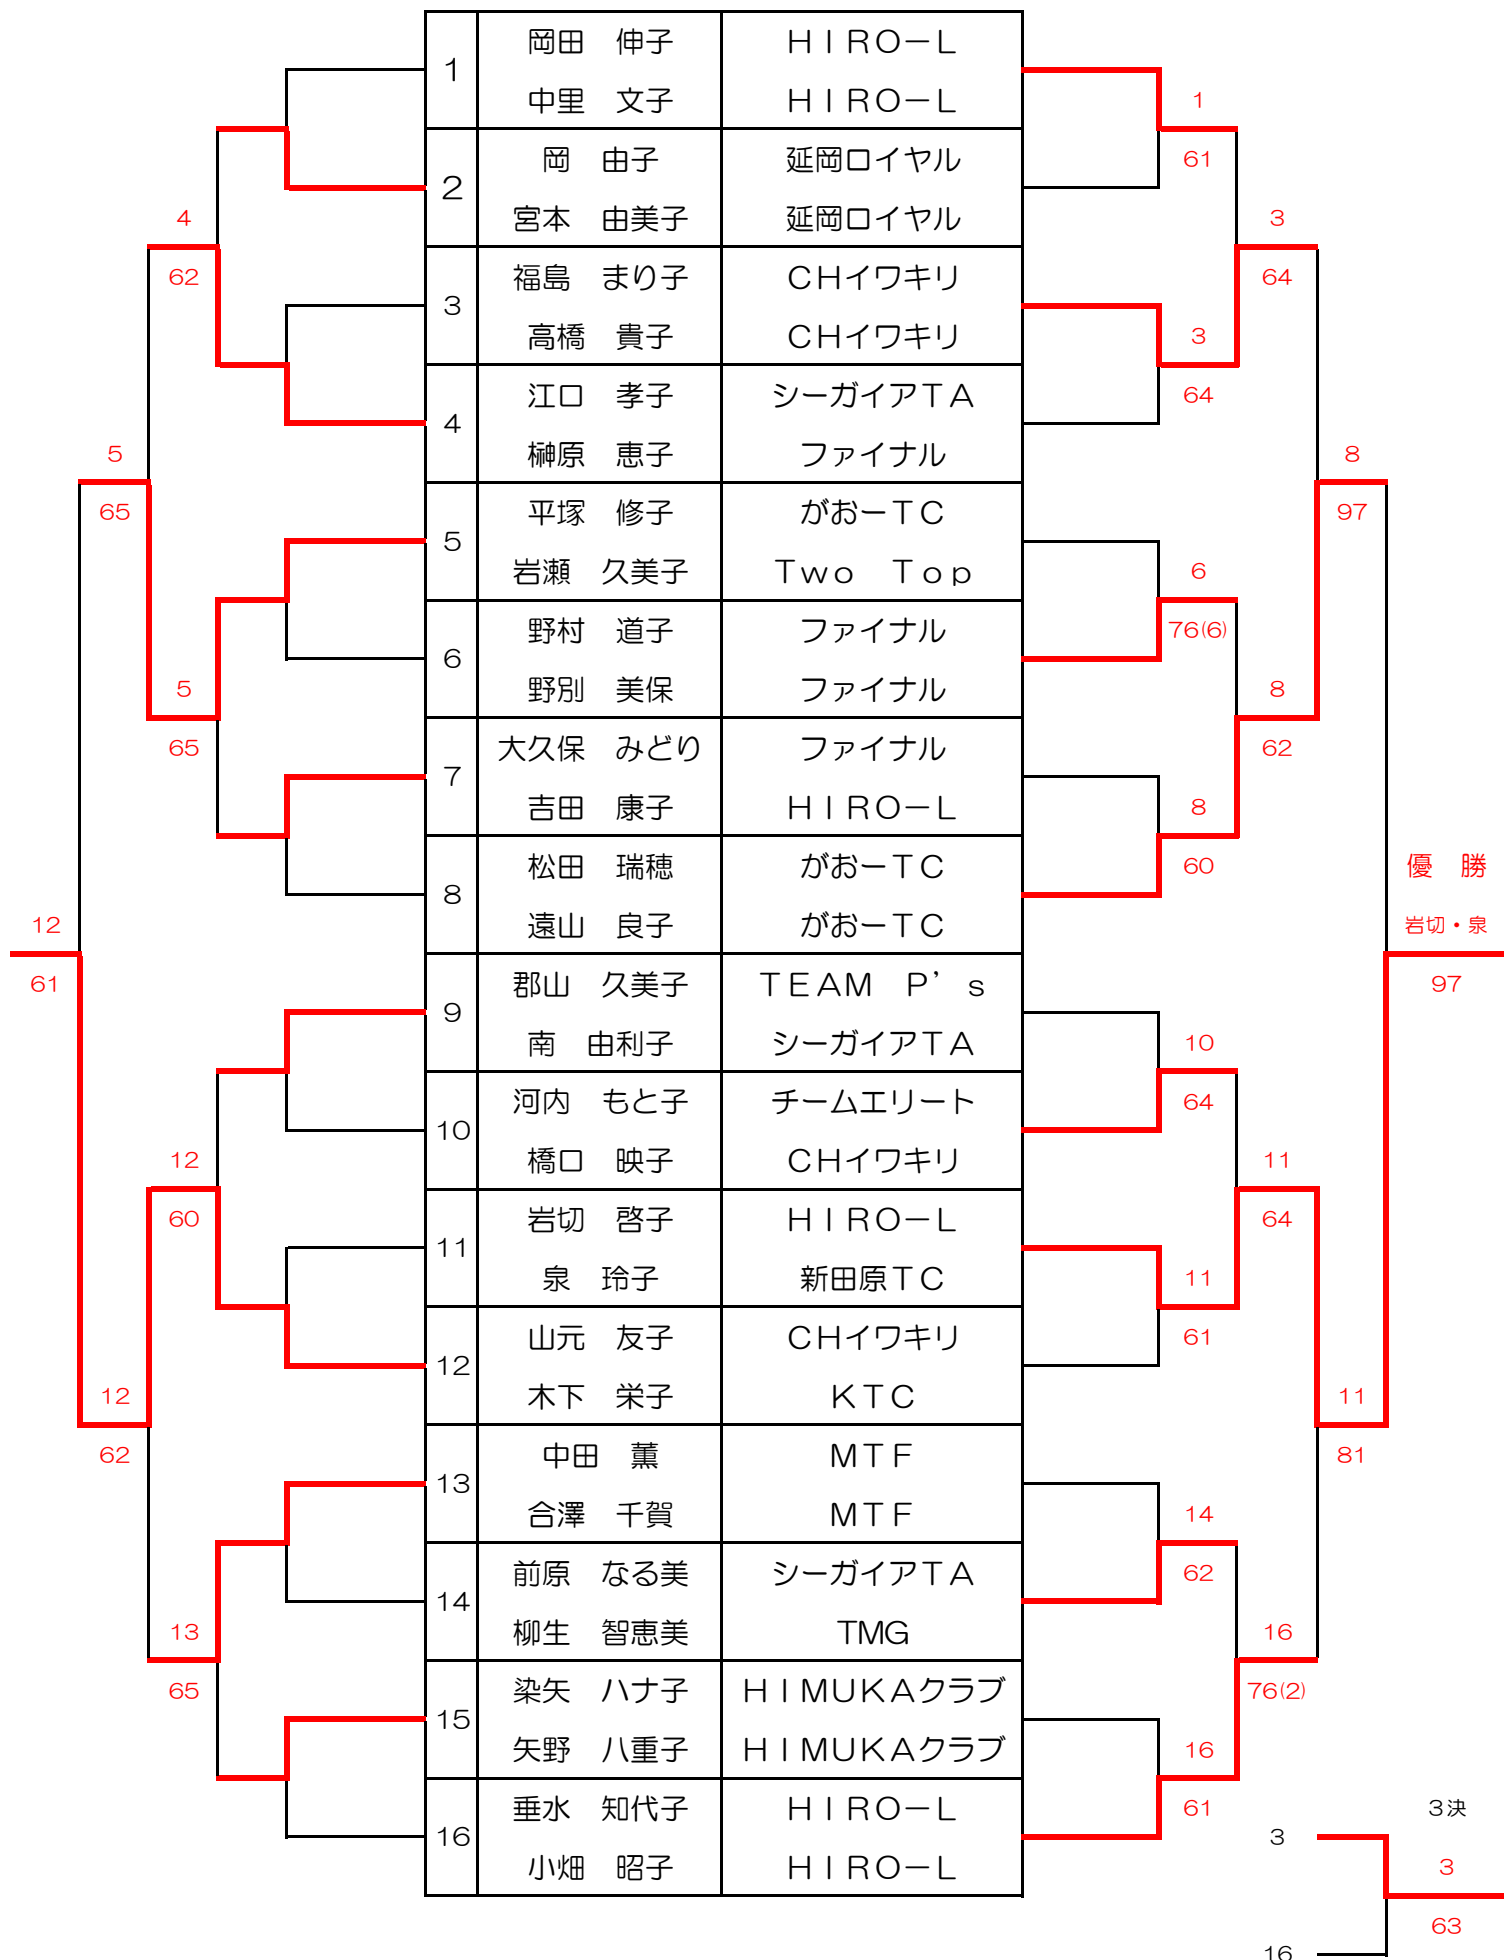 岡田　伸子 ＨＩＲＯ－Ｌ
1
中里　文子 ＨＩＲＯ－Ｌ
1
61
岡　由子 延岡ロイヤル
2
宮本　由美子 延岡ロイヤル
4
3
62
64
福島　まり子 ＣＨイワキリ
3
高橋　貴子 ＣＨイワキリ
3
64
江口　孝子 シーガイアＴＡ
4
榊原　恵子 ファイナル
5
8
65
97
平塚　修子 がおーＴＣ
5
岩瀬　久美子 Ｔｗｏ　Ｔｏｐ
6
76(6)
野村　道子 ファイナル
6
野別　美保 ファイナル
5
8
65
62
大久保　みどり ファイナル
7
吉田　康子 ＨＩＲＯ－Ｌ
8
60
松田　瑞穂 がおーＴＣ
8
遠山　良子 がおーＴＣ
優　勝
12
岩切・泉
61
97
郡山　久美子 ＴＥＡＭ　Ｐ’ｓ
9
南　由利子 シーガイアＴＡ
10
64
河内　もと子 チームエリート
10
橋口　映子 ＣＨイワキリ
12
11
60
64
岩切　啓子 ＨＩＲＯ－Ｌ
11
泉　玲子 新田原ＴＣ
11
61
山元　友子 ＣＨイワキリ
12
木下　栄子 ＫＴＣ
12
11
62
81
中田　薫 ＭＴＦ
13
合澤　千賀 ＭＴＦ
14
62
前原　なる美 シーガイアＴＡ
14
柳生　智恵美 TMG
13
16
65
76(2)
染矢　ハナ子 ＨＩＭＵＫＡクラブ
15
矢野　八重子 ＨＩＭＵＫＡクラブ
16
61
垂水　知代子 ＨＩＲＯ－Ｌ
16
小畑　昭子 ＨＩＲＯ－Ｌ
３決
3
3
63
16